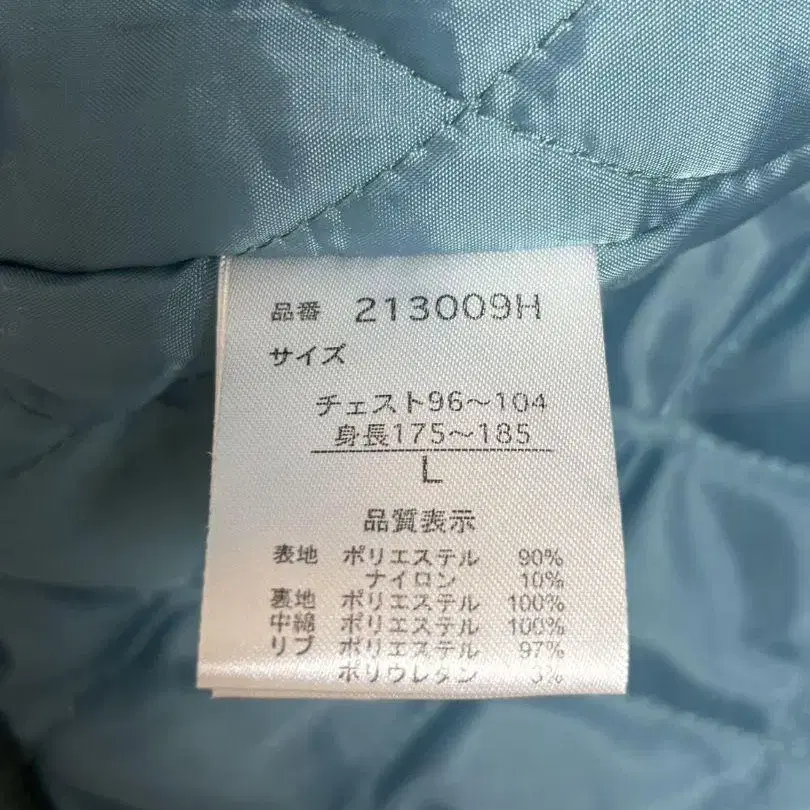 品番 213009H
サイズ
チェスト96～104
身長175～185
L
品質表示
表地 ポリエステル 90%
ナイロン 10%
裏地 ポリエステル 100%
中綿 ポリエステル 100%
リブ ポリエステル 97%
ポリウレタン 3%